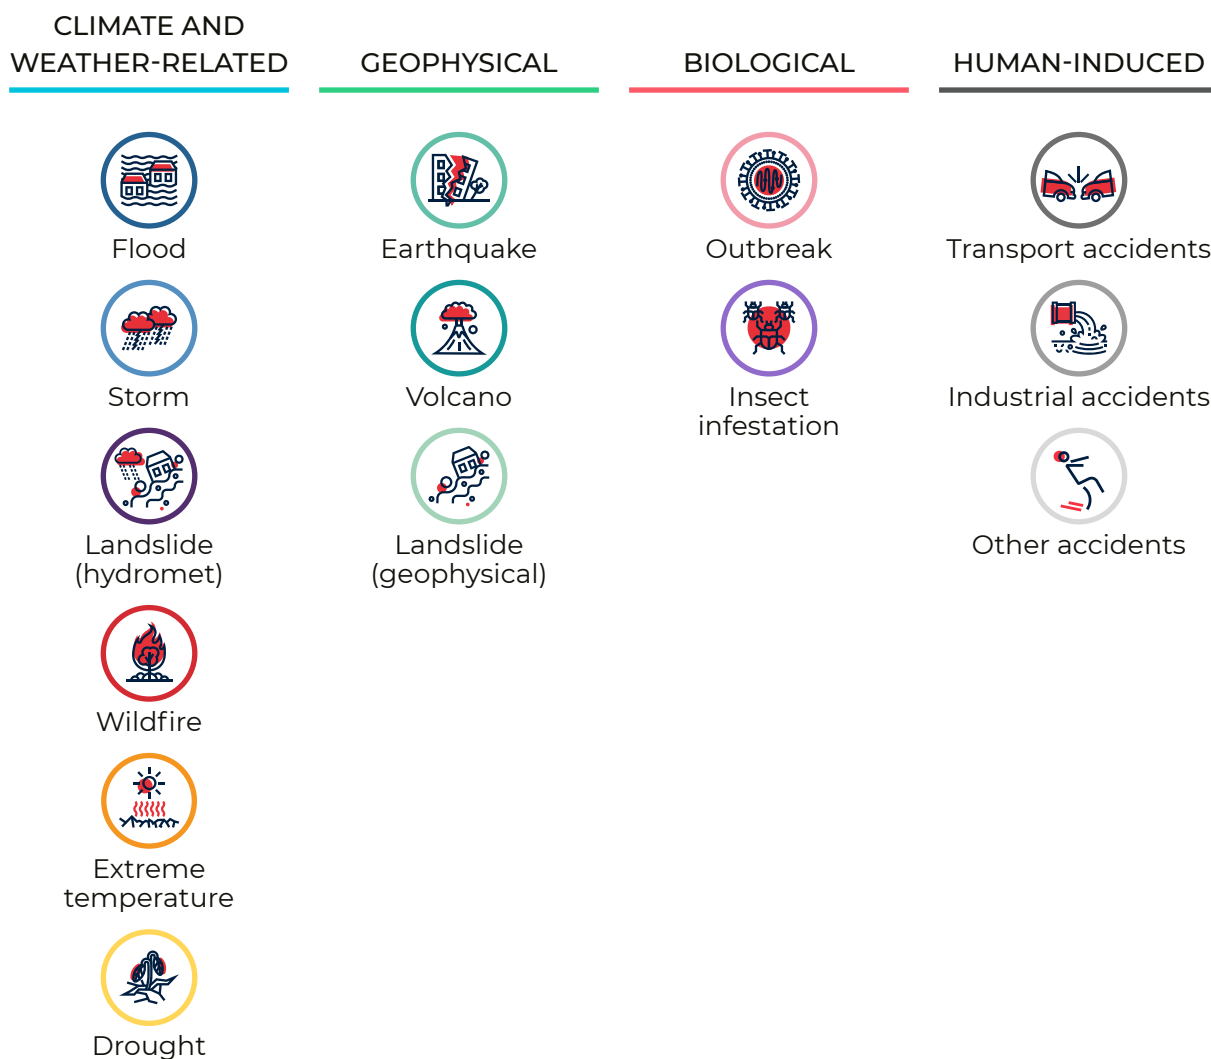 CLIMATE AND
WEATHER-RELATED
Flood
Storm
Landslide
(hydromet)
Wildfire
Extreme
temperature
Drought
GEOPHYSICAL
Earthquake
Volcano
Landslide
(geophysical)
BIOLOGICAL
Outbreak
Insect
infestation
HUMAN-INDUCED
Transport accidents
Industrial accidents
Other accidents